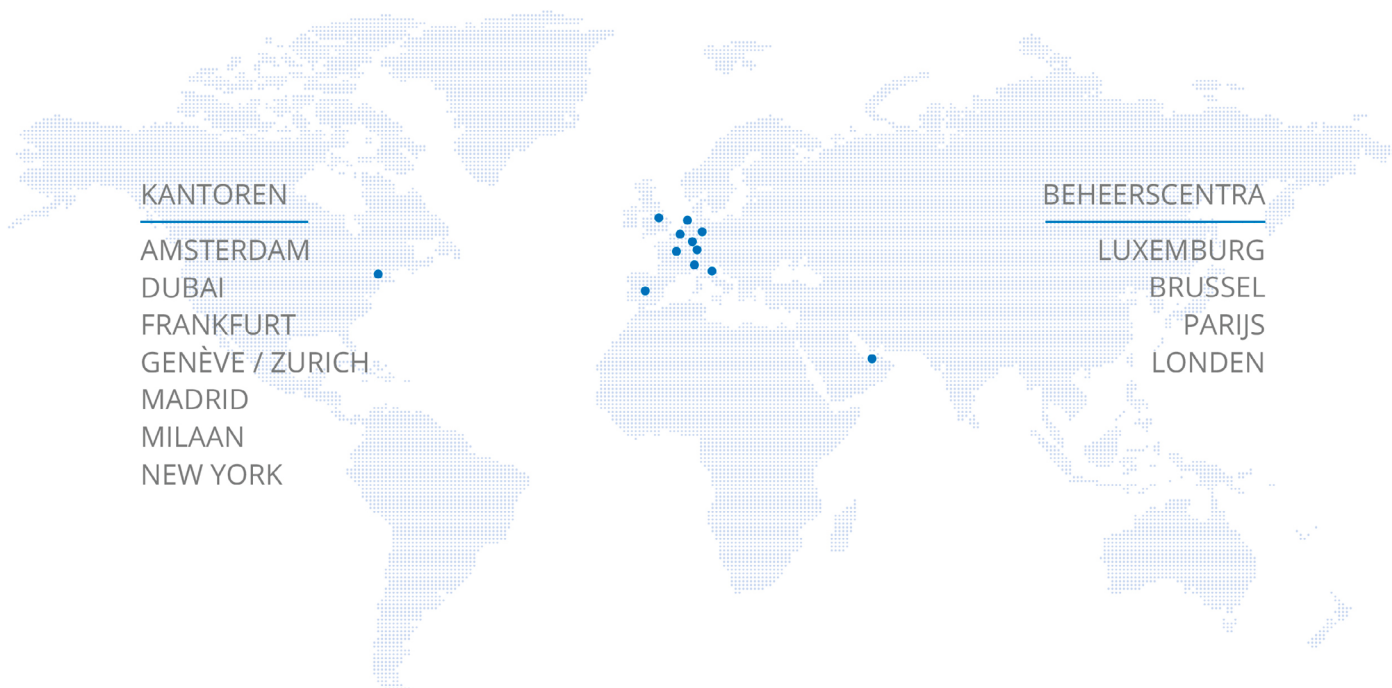 KANTOREN
AMSTERDAM
DUBAI
FRANKFURT
GENÈVE / ZURICH
MADRID
MILAAN
NEW YORK
BEHEERSCENTRA
LUXEMBURG
BRUSSEL
PARIJS
LONDEN